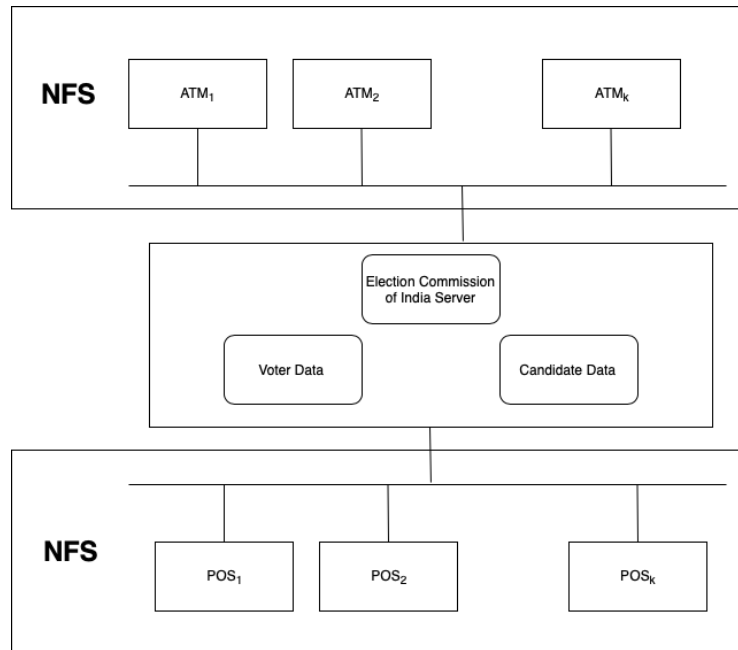 NFS
ATM1
ATM2
ATMk
Election Commission
of India Server
Voter Data
Candidate Data
NFS
POS1
POS2
POSk